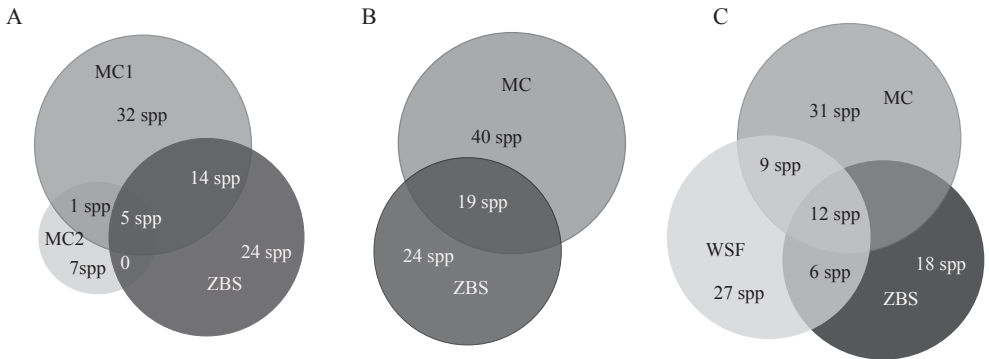 A
MC1
32 spp
14 spp
1 spp
5 spp
MC2
7spp
0
24 spp
ZBS
B
MC
40 spp
19 spp
24 spp
ZBS
C
MC
31 spp
9 spp
12 spp
WSF
6 spp
18 spp
27 spp
ZBS